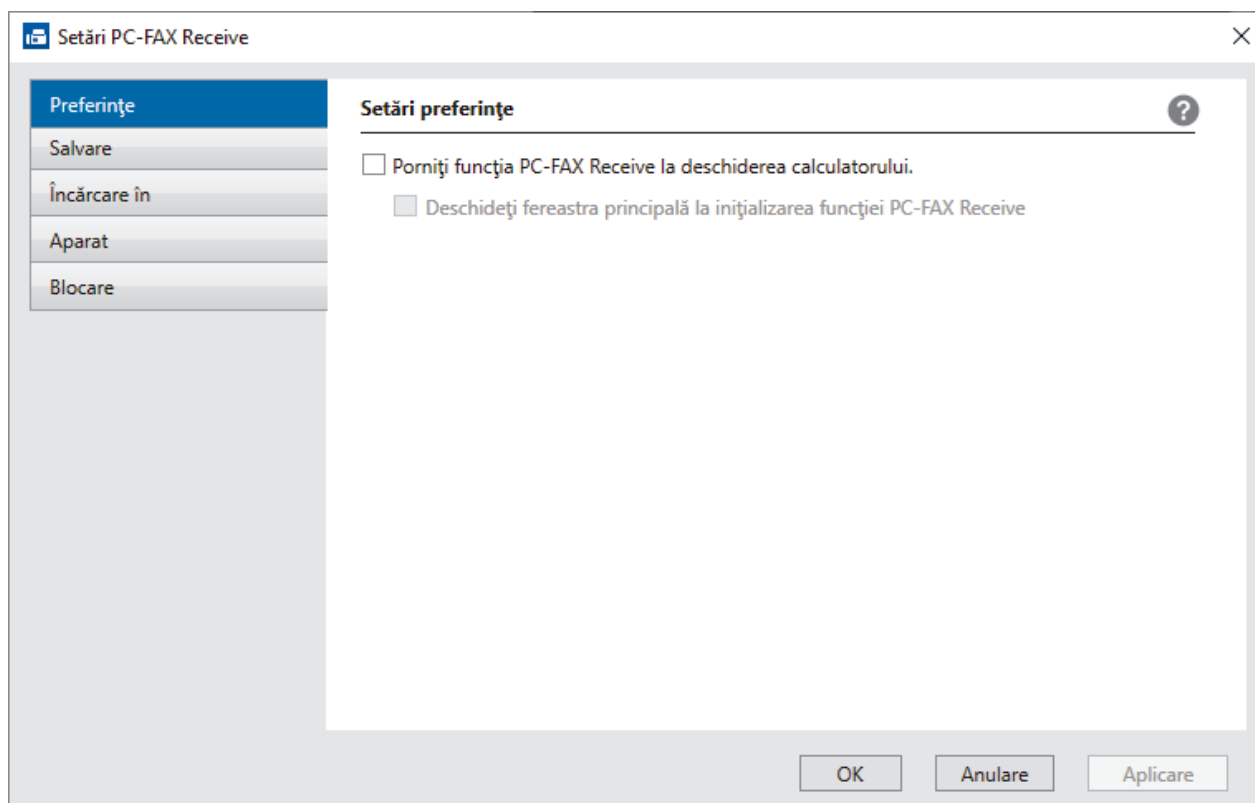 Setări PC-FAX Receive
Preferinţe
Salvare
Încărcare în
Aparat
Blocare
Setări preferinţe
?
Porniţi funcţia PC-FAX Receive la deschiderea calculatorului.
Deschideţi fereastra principală la iniţializarea funcţiei PC-FAX Receive
OK
Anulare
Aplicare